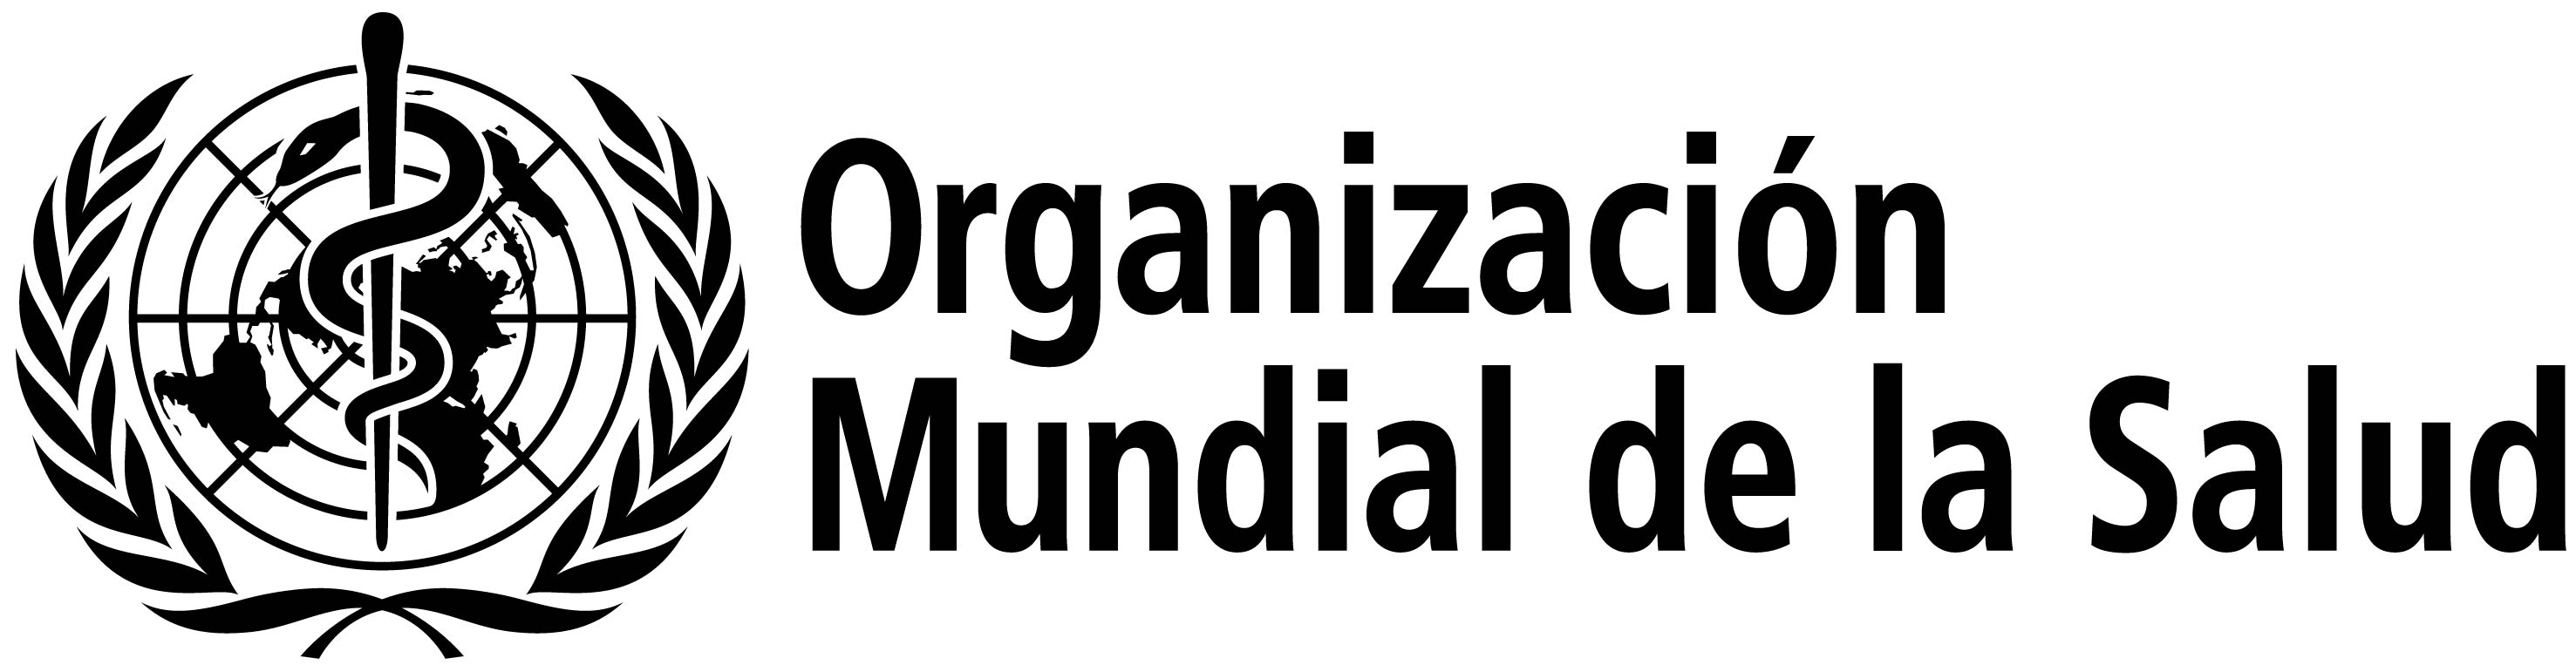 Organización
Mundial de la Salud